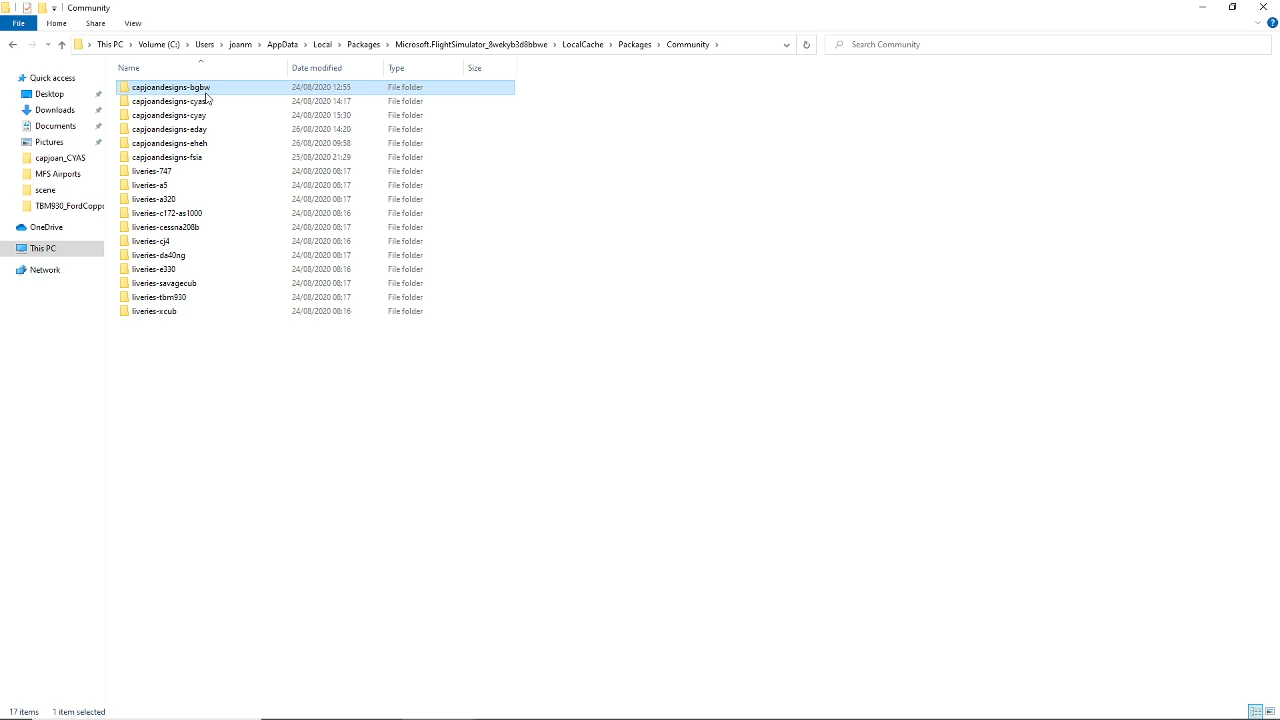 Community
File Home Share View
This PC Volume (C:) Users joanm AppData Local Packages Microsoft.FlightSimulator_8wekyb3d8bbwe LocalCache Packages Community
Search Community
Name Date modified Type Size
Quick access
Desktop
Downloads
Documents
Pictures
capjoan_CYAS
MFS Airports
scene
TBM930_FordCoppo
OneDrive
This PC
Network
capjoandesigns-bgbw 24/08/2020 12:55 File folder
capjoandesigns-cyas 24/08/2020 14:17 File folder
capjoandesigns-cyay 24/08/2020 15:30 File folder
capjoandesigns-eday 26/08/2020 14:20 File folder
capjoandesigns-eheh 26/08/2020 09:58 File folder
capjoandesigns-fsia 25/08/2020 21:29 File folder
liveries-747 24/08/2020 08:17 File folder
liveries-a5 24/08/2020 08:17 File folder
liveries-a320 24/08/2020 08:17 File folder
liveries-c172-as1000 24/08/2020 08:16 File folder
liveries-cessna208b 24/08/2020 08:17 File folder
liveries-cj4 24/08/2020 08:16 File folder
liveries-da40ng 24/08/2020 08:17 File folder
liveries-e330 24/08/2020 08:16 File folder
liveries-savagecub 24/08/2020 08:17 File folder
liveries-tbm930 24/08/2020 08:17 File folder
liveries-xcub 24/08/2020 08:16 File folder
17 items 1 item selected